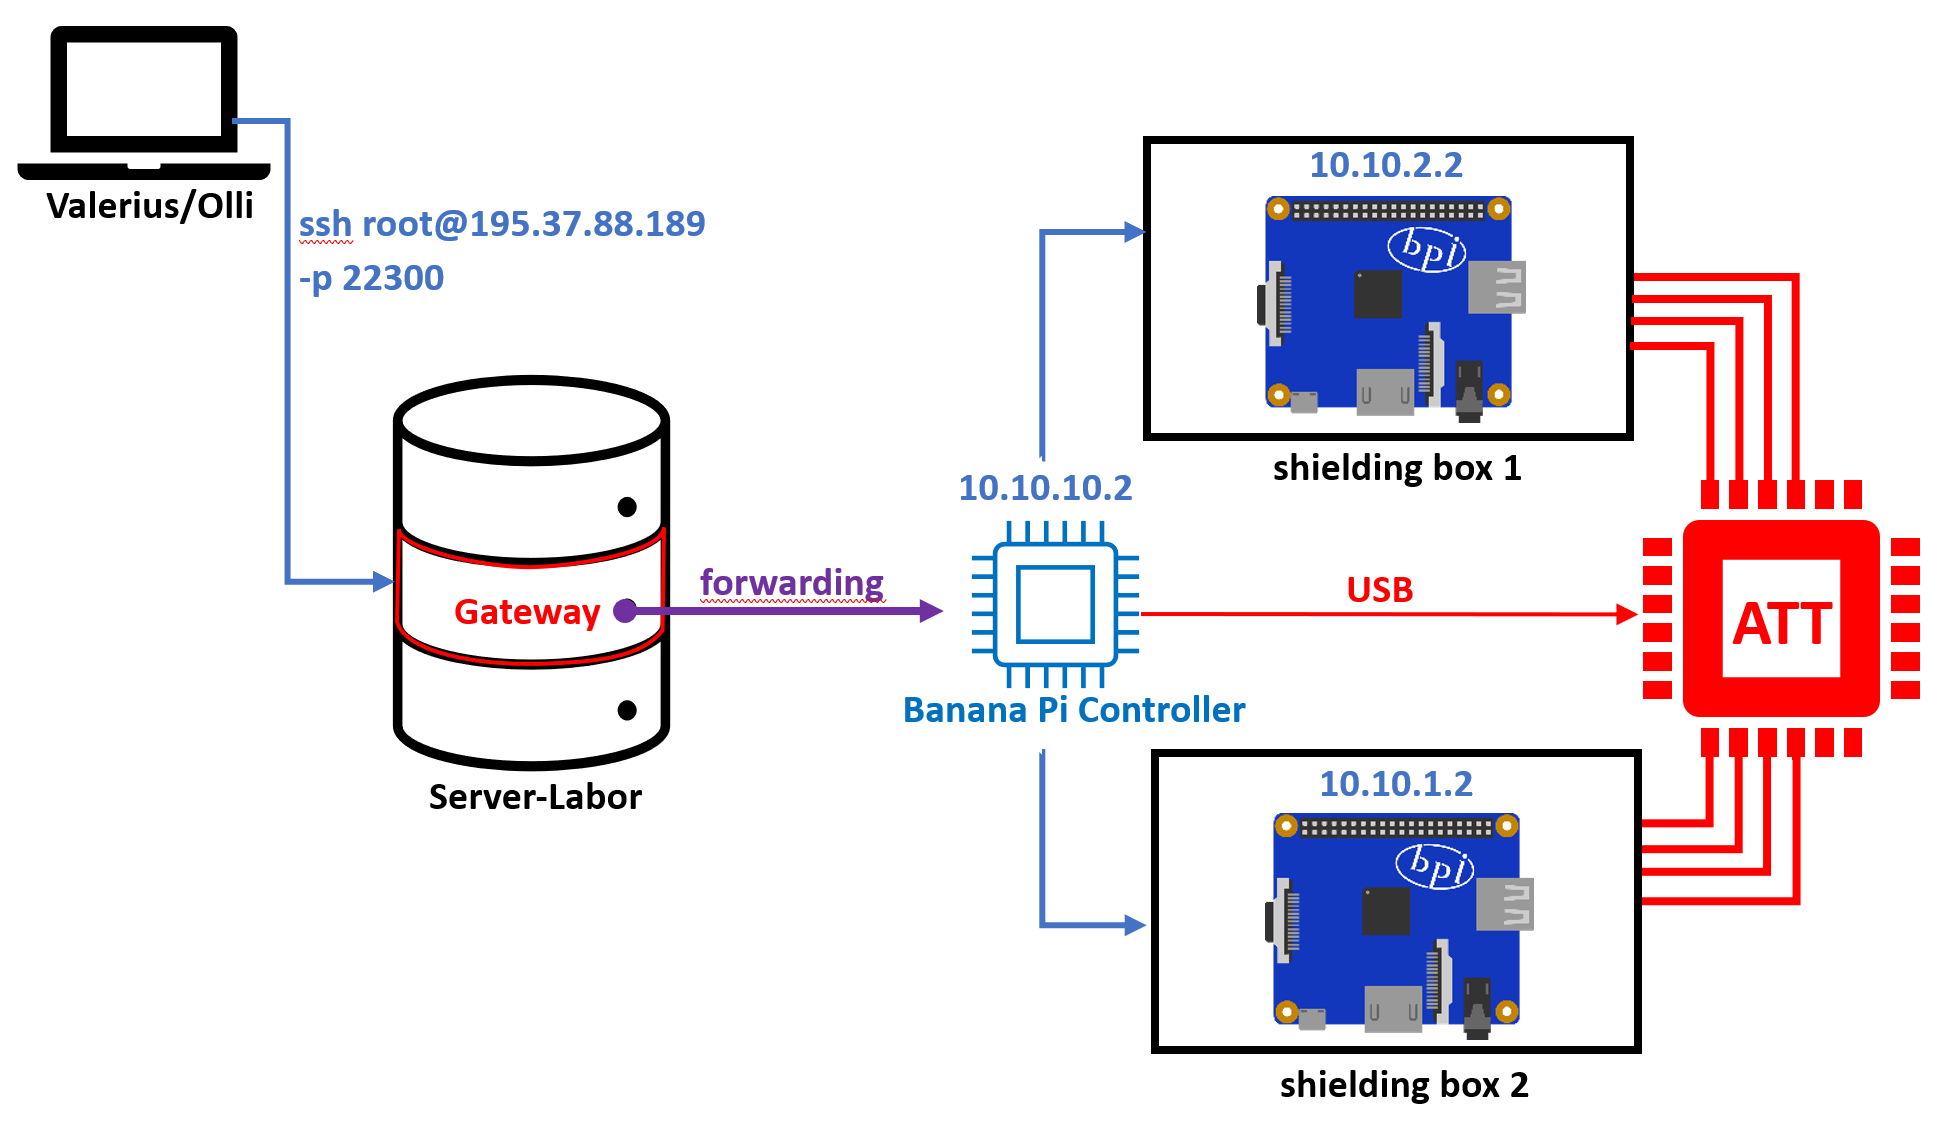 Valerius/Olli
ssh root@195.37.88.189
-p 22300
Gateway
Server-Labor
forwarding
10.10.10.2
Banana Pi Controller
10.10.2.2
bpi
shielding box 1
USB
ATT
10.10.1.2
bpi
shielding box 2